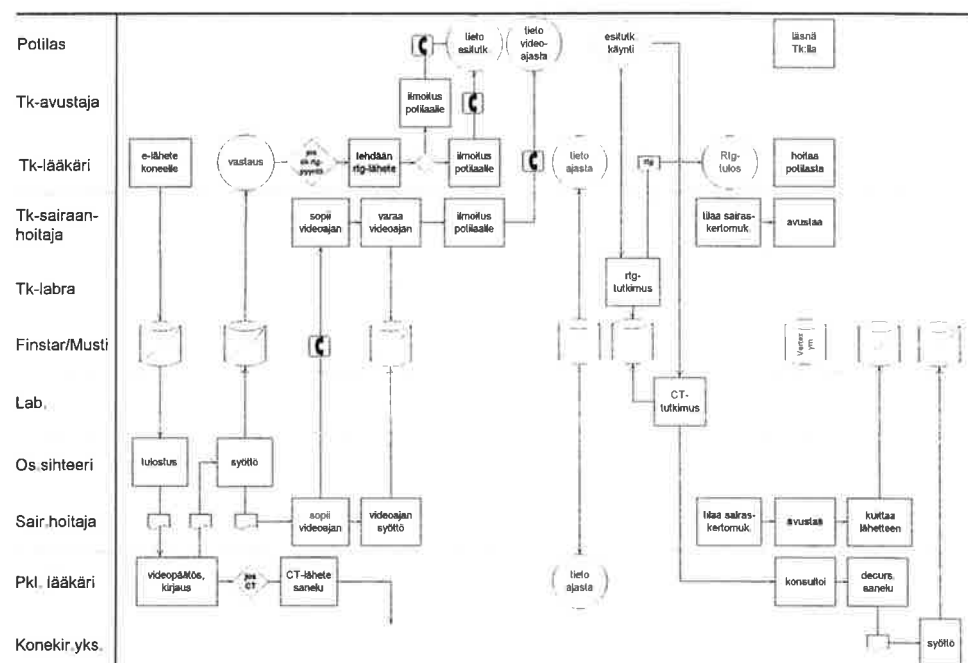 Potilas
tieto
esitutk.
tieto
video-
ajasta
esitutk.
käynti
läsnä
Tk:lla
Tk-avustaja
ilmoitus
potilaalle
Tk-lääkäri
e-lähete
koneelle
vastaus
jos
rtg-
pyyntö
tehdään
rtg-lähete
ilmoitus
potilaalle
tieto
ajasta
rtg
Rtg-
tulos
hoitaa
potilasta
Tk-sairaan-
hoitaja
sopii
videoajan
varaa
videoajan
ilmoitus
potilaalle
tilaa sairas-
kertomuk.
avustaa
Tk-labra
rtg-
tutkimus
Finstar/Musti
Lab.
CT-
tutkimus
Os.sihteeri
tulostus
syöttö
Sair.hoitaja
sopii
videoajan
videoajan
syöttö
tilaa sairas-
kertomuk.
avustaa
kuittaa
lähetteen
Pkl. lääkäri
videopäätös,
kirjaus
jos
CT
CT-lähete
sanelu
tieto
ajasta
konsultoi
decurs.
sanelu
Konekir.yks.
syöttö